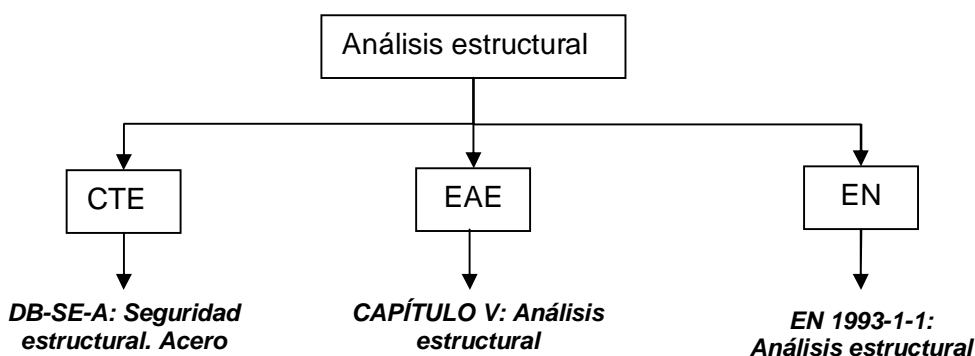 Análisis estructural
CTE
EAE
EN
DB-SE-A: Seguridad
estructural. Acero
CAPÍTULO V: Análisis
estructural
EN 1993-1-1:
Análisis estructural